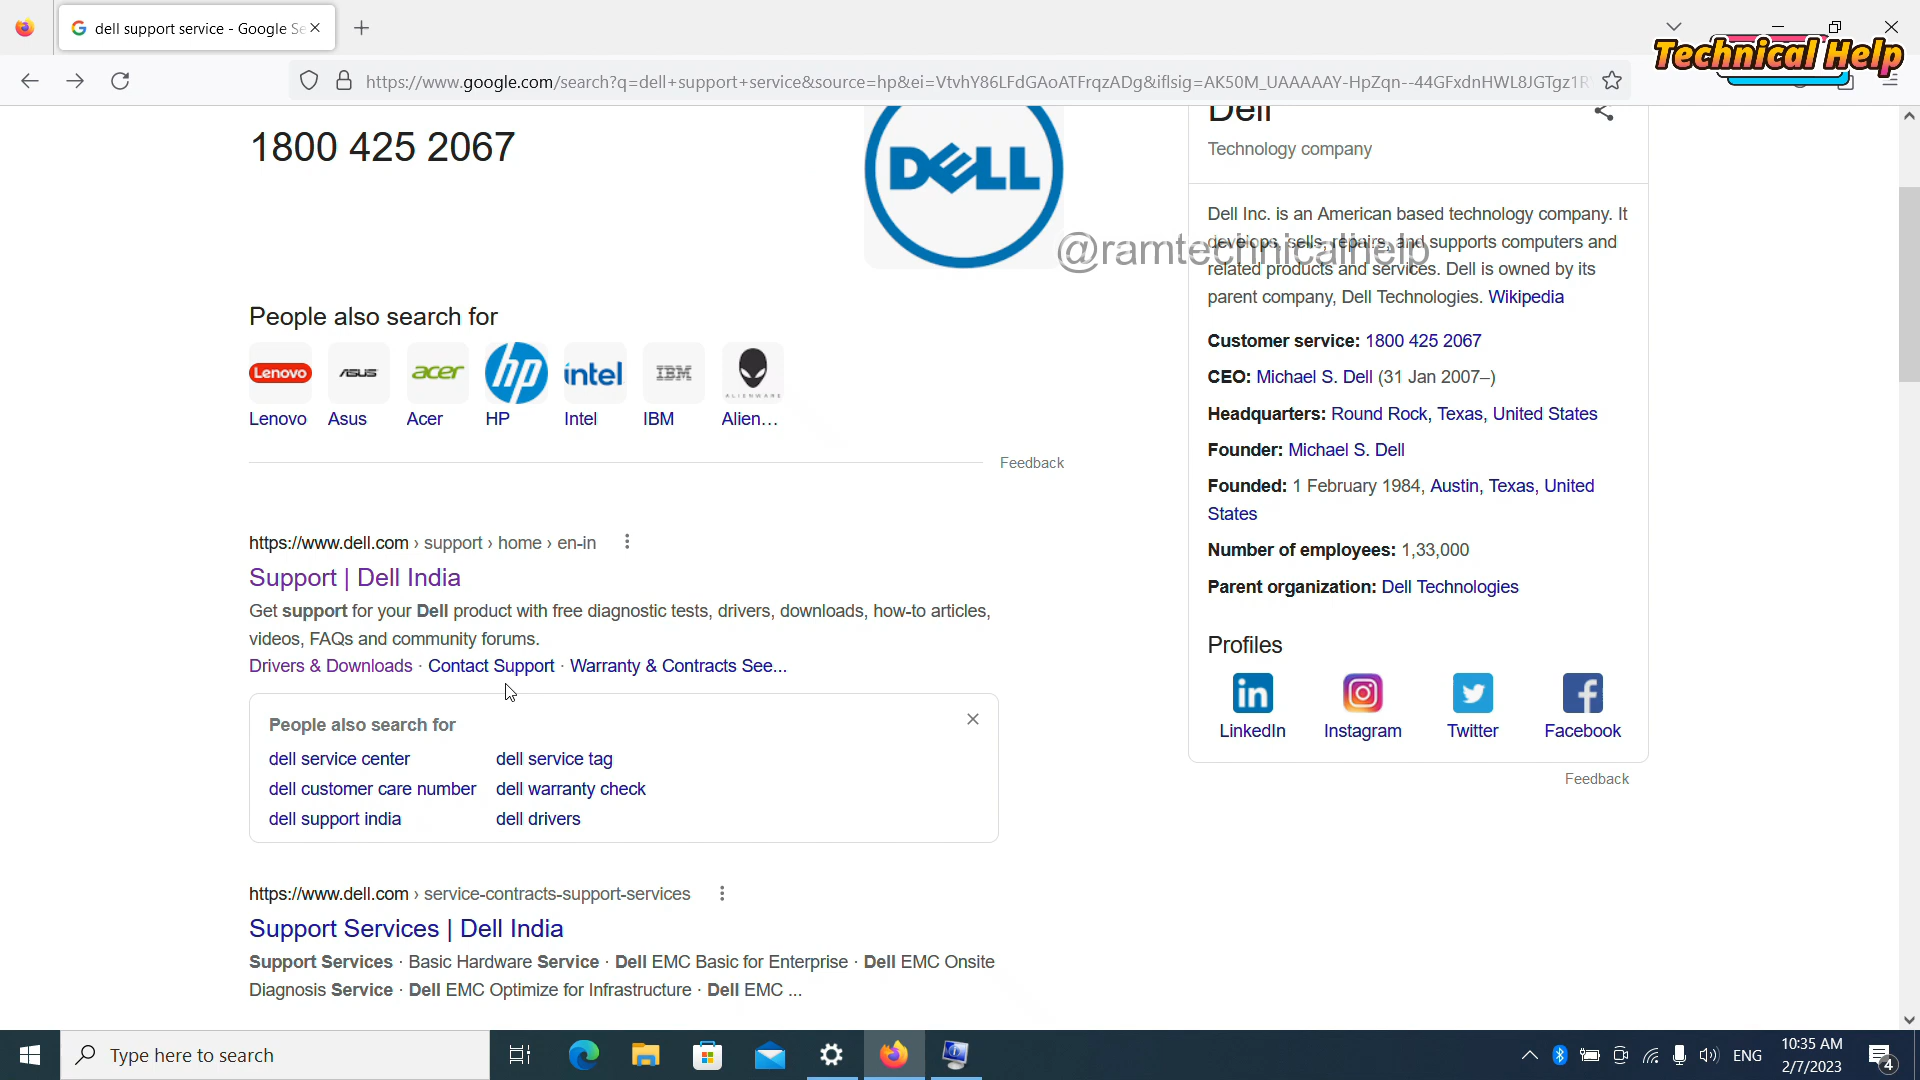 dell support service - Google Se
Technical Help
https://www.google.com/search?q=dell+support+service&source=hp&ei=VtvhY86LFdGAoATFrqzADg&iflsig=AK50M_UAAAAAY-HpZqn--44GFxdnHWL8JGTgz1R
1800 425 2067
DELL
@ramtechnicalhelp
People also search for
Lenovo
ASUS
acer
hp
intel
IBM
ALIENWARE
Lenovo
Asus
Acer
HP
Intel
IBM
Alien...
Feedback
https://www.dell.com › support › home › en-in
Support | Dell India
Get support for your Dell product with free diagnostic tests, drivers, downloads, how-to articles,
videos, FAQs and community forums.
Drivers & Downloads · Contact Support · Warranty & Contracts See...
People also search for
dell service center
dell service tag
dell customer care number
dell warranty check
dell support india
dell drivers
https://www.dell.com › service-contracts-support-services
Support Services | Dell India
Support Services · Basic Hardware Service · Dell EMC Basic for Enterprise · Dell EMC Onsite
Diagnosis Service · Dell EMC Optimize for Infrastructure · Dell EMC ...
Dell
Technology company
Dell Inc. is an American based technology company. It
develops, sells, repairs, and supports computers and
related products and services. Dell is owned by its
parent company, Dell Technologies. Wikipedia
Customer service: 1800 425 2067
CEO: Michael S. Dell (31 Jan 2007–)
Headquarters: Round Rock, Texas, United States
Founder: Michael S. Dell
Founded: 1 February 1984, Austin, Texas, United
States
Number of employees: 1,33,000
Parent organization: Dell Technologies
Profiles
LinkedIn
Instagram
Twitter
Facebook
Feedback
Type here to search
ENG
10:35 AM
2/7/2023
4